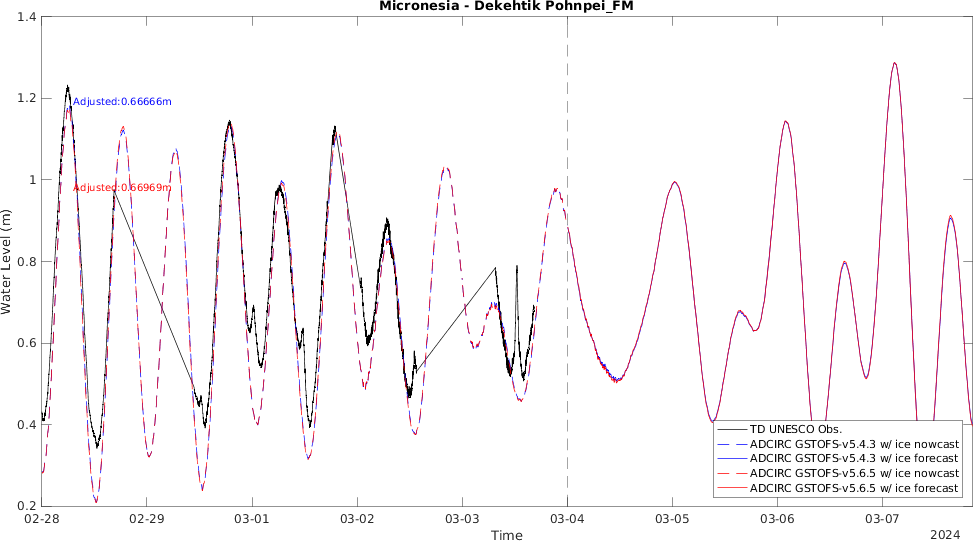 Micronesia - Dekehtik Pohnpei_FM
1.4
1.2
1
0.8
0.6
0.4
0.2
Water Level (m)
Adjusted:0.66666m
Adjusted:0.66969m
TD UNESCO Obs.
ADCIRC GSTOFS-v5.4.3 w/ ice nowcast
ADCIRC GSTOFS-v5.4.3 w/ ice forecast
ADCIRC GSTOFS-v5.6.5 w/ ice nowcast
ADCIRC GSTOFS-v5.6.5 w/ ice forecast
02-28 02-29 03-01 03-02 03-03 03-04 03-05 03-06 03-07
Time
2024